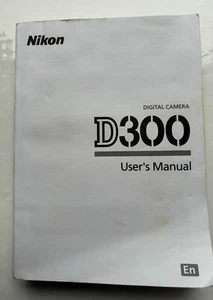 Nikon
DIGITAL CAMERA
D300
User's Manual
En